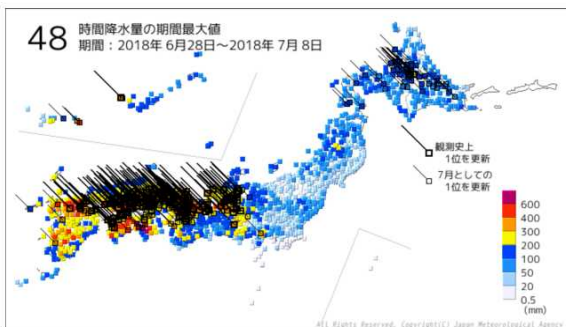 48 時間降水量の期間最大値
期間：2018年 6月28日～2018年 7月 8日
観測史上
1位を更新
7月としての
1位を更新
600
400
300
200
100
50
20
0.5
(mm)
All Rights Reserved. Copyright(C) Japan Meteorological Agency